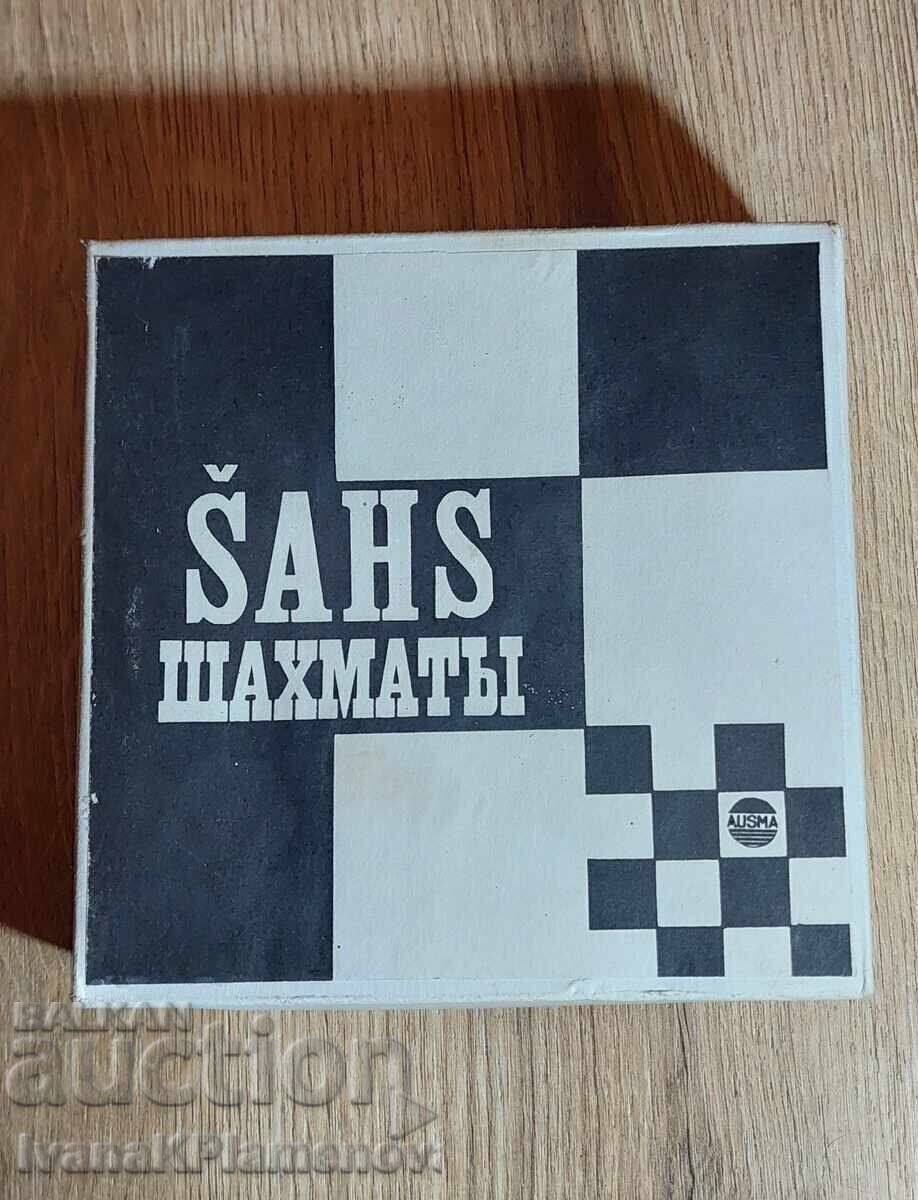 ŠAHS
ШАХМАТЫ
AUSMA
BALKAN
auction
IvanaKPlamenov